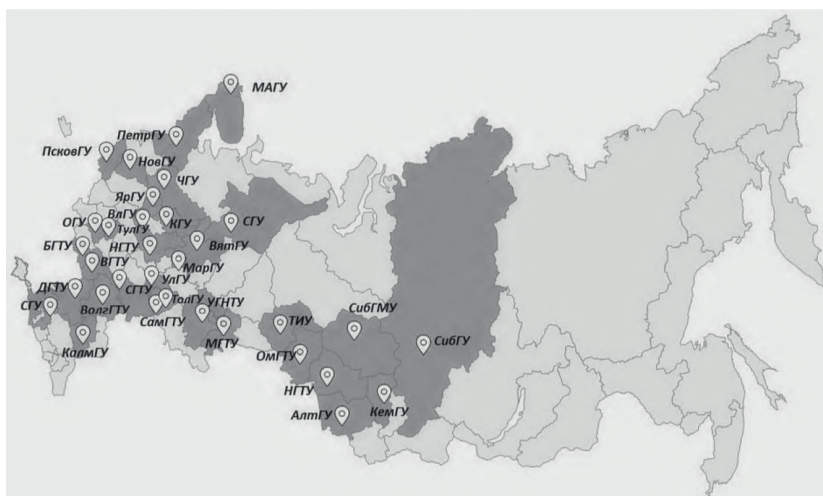 МАГУ
ПетрГУ
ПсковГУ
НовГУ
ЧГУ
ЯрГУ
ВлГУ
КГУ
СГУ
ОГУ
ТулГУ
БГТУ
НГТУ
ВятГУ
ВГТУ
МарГУ
УлГУ
ДГТУ
СГТУ
ТолГУ
УГНТУ
СГУ
ВолгГТУ
СамГТУ
МГТУ
КалмГУ
ТИУ
СибГМУ
СибГУ
ОмГТУ
НГТУ
КемГУ
АлтГУ